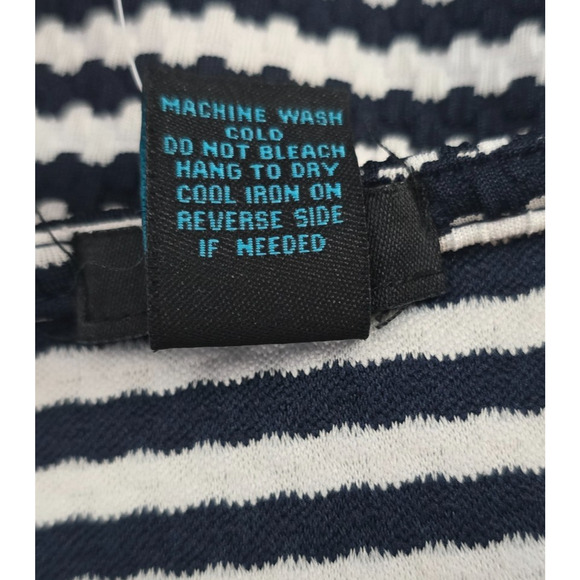 MACHINE WASH
COLD
DO NOT BLEACH
HANG TO DRY
COOL IRON ON
REVERSE SIDE
IF NEEDED